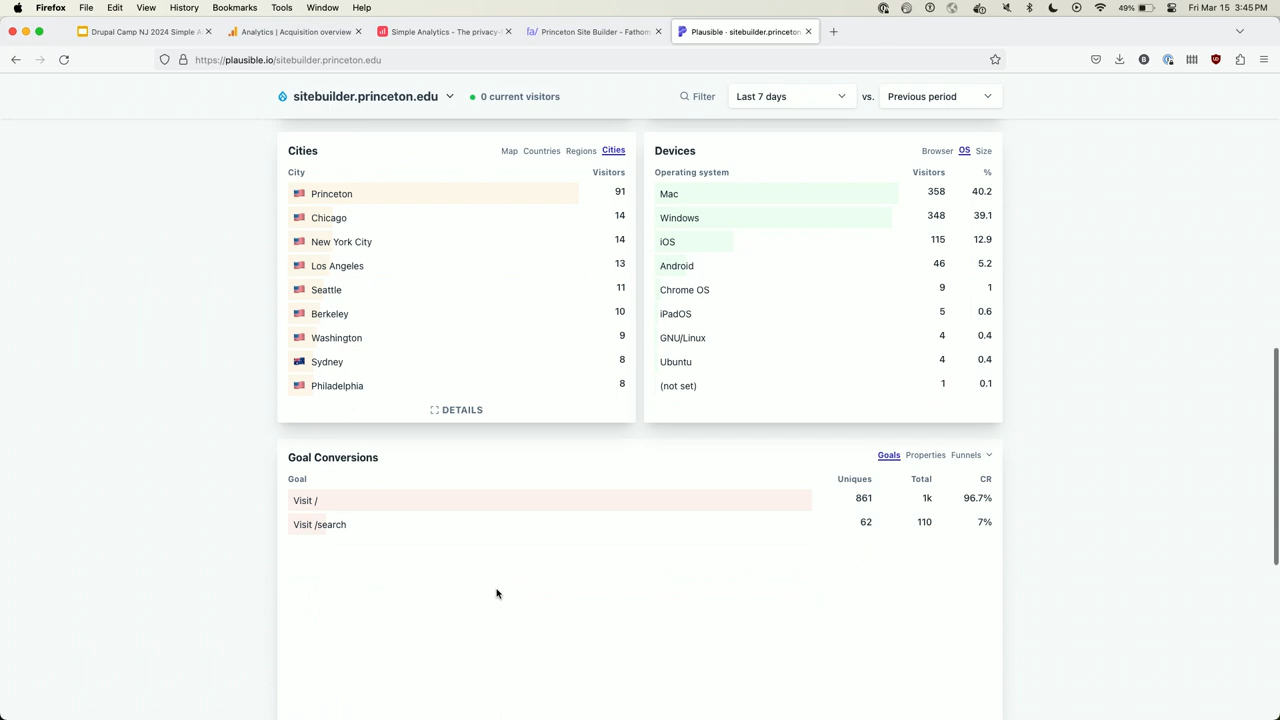 Firefox File Edit View History Bookmarks Tools Window Help 49% Fri Mar 15 3:45 PM
Drupal Camp NJ 2024 Simple A Analytics | Acquisition overview Simple Analytics - The privacy- Princeton Site Builder - Fathom Plausible · sitebuilder.princeton
https://plausible.io/sitebuilder.princeton.edu
sitebuilder.princeton.edu 0 current visitors Filter Last 7 days vs. Previous period
Cities Map Countries Regions Cities
City Visitors
Princeton 91
Chicago 14
New York City 14
Los Angeles 13
Seattle 11
Berkeley 10
Washington 9
Sydney 8
Philadelphia 8
DETAILS
Devices Browser OS Size
Operating system Visitors %
Mac 358 40.2
Windows 348 39.1
iOS 115 12.9
Android 46 5.2
Chrome OS 9 1
iPadOS 5 0.6
GNU/Linux 4 0.4
Ubuntu 4 0.4
(not set) 1 0.1
Goal Conversions Goals Properties Funnels
Goal Uniques Total CR
Visit / 861 1k 96.7%
Visit /search 62 110 7%